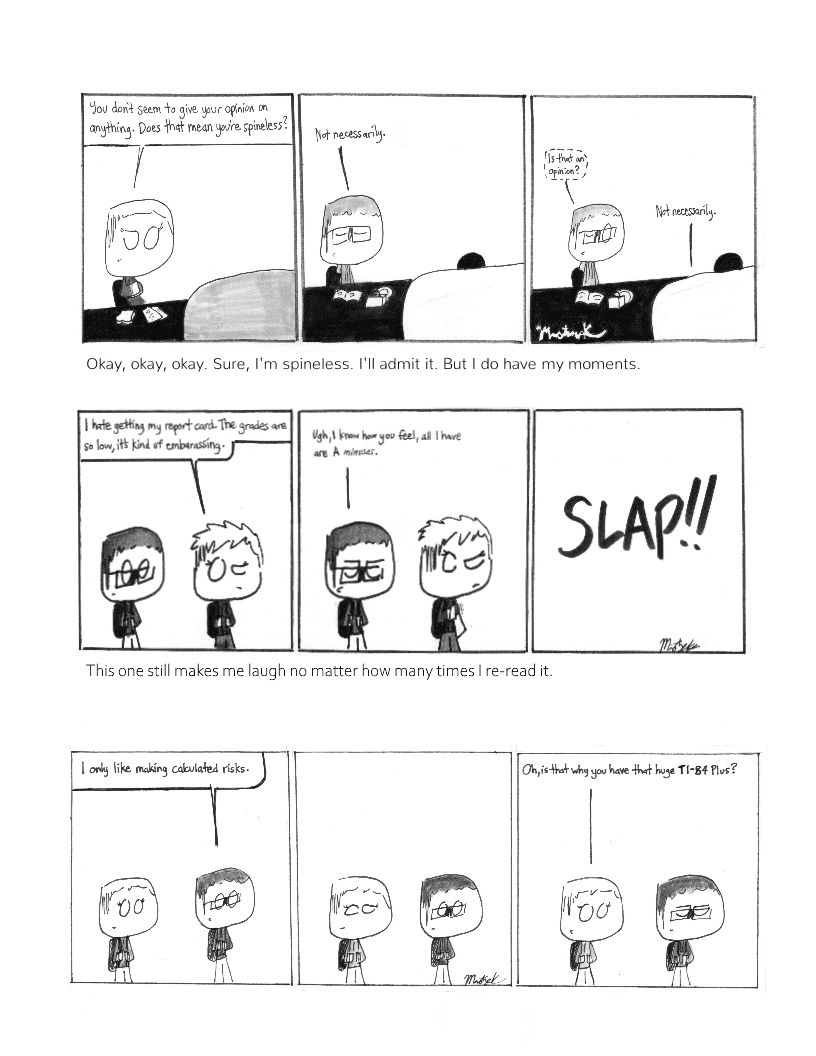 You don't seem to give your opinion on
anything. Does that mean you're spineless?
Not necessarily.
Is that an
opinion?
Not necessarily.
Okay, okay, okay. Sure, I'm spineless. I'll admit it. But I do have my moments.
I hate getting my report card. The grades are
so low, it's kind of embarassing.
Ugh, I know how you feel, all I have
are A minuses.
SLAP!!
This one still makes me laugh no matter how many times I re-read it.
I only like making calculated risks.
Oh, is that why you have that huge TI-84 Plus?